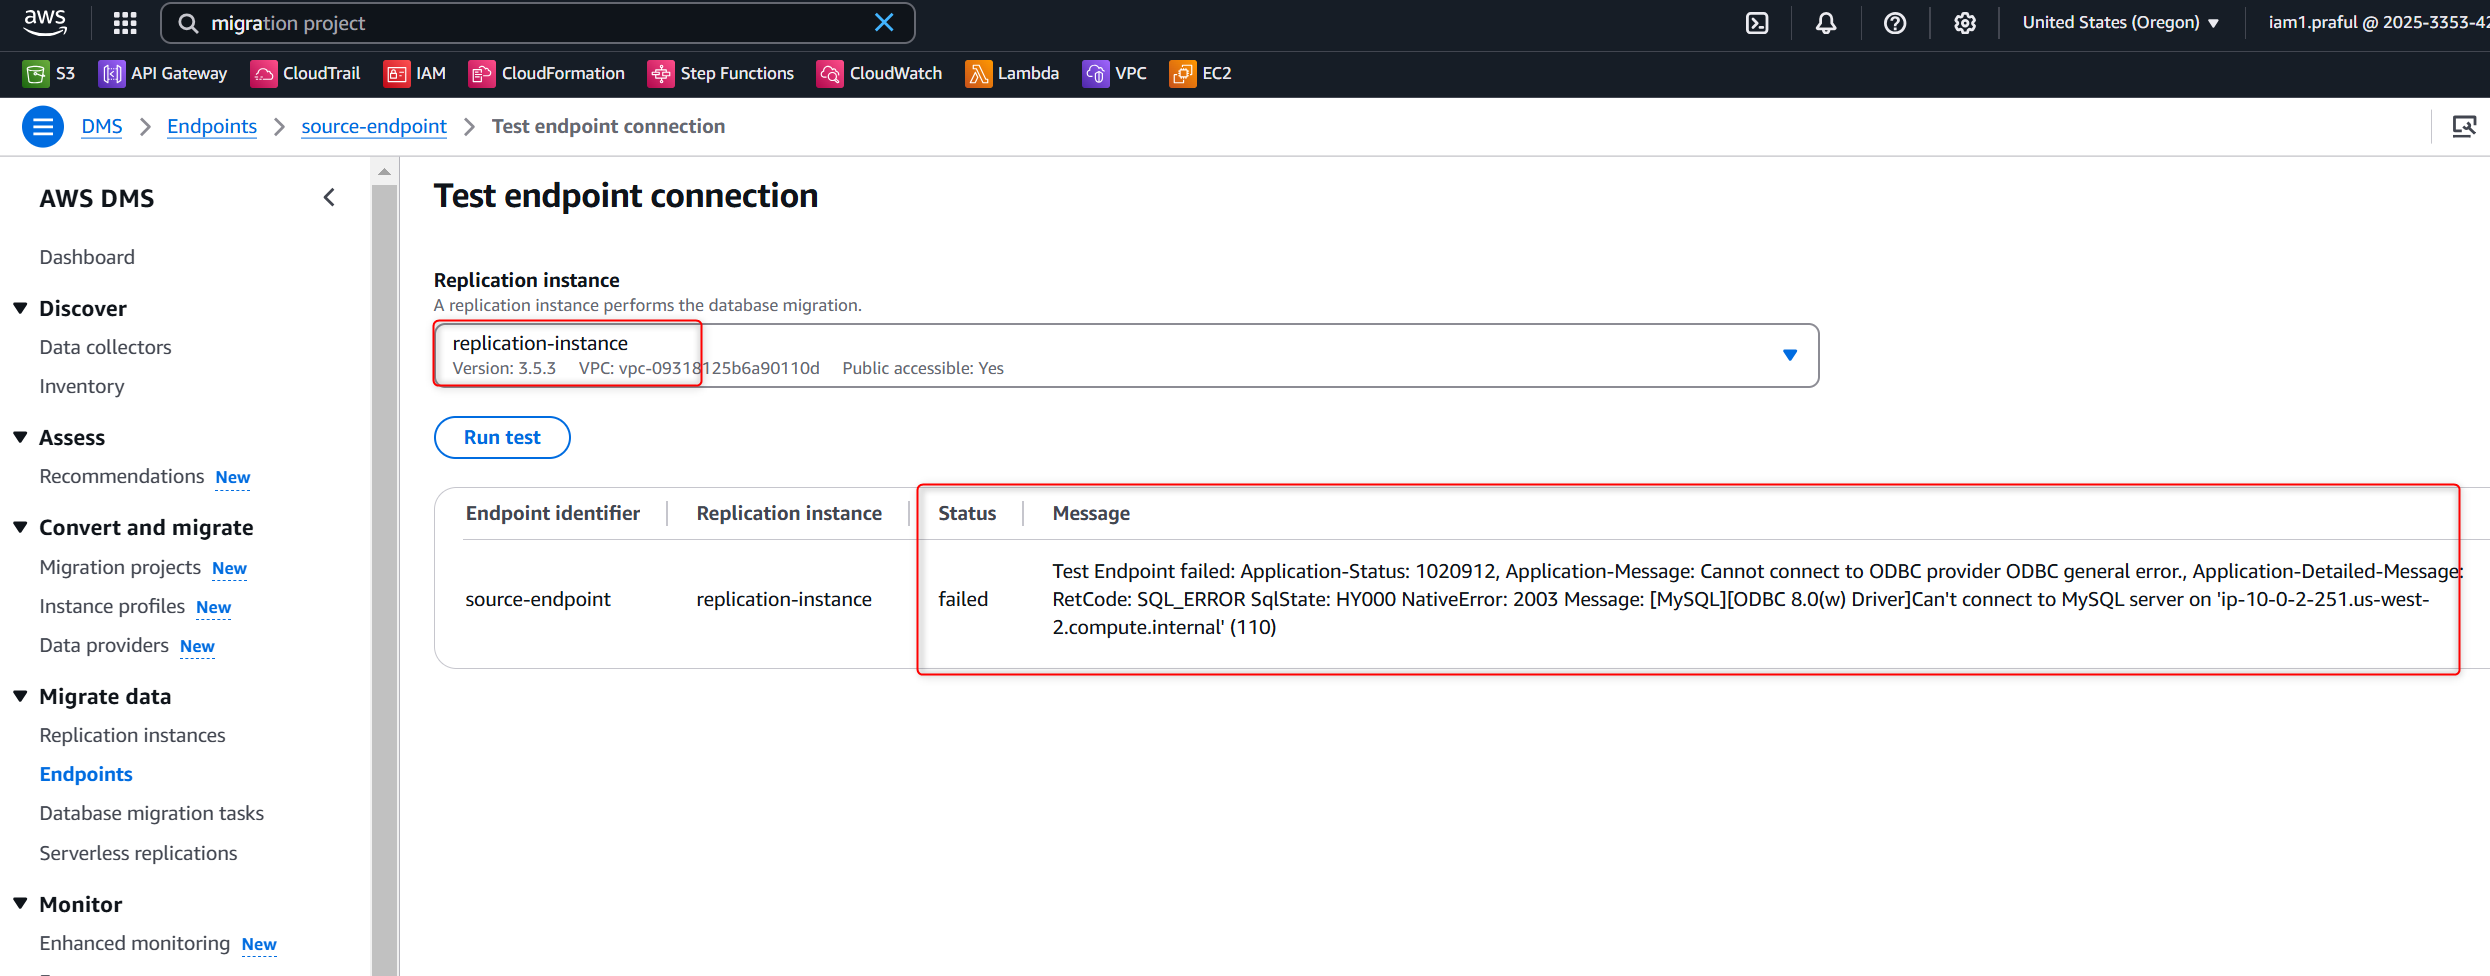 aws
migration project
United States (Oregon)
iam1.praful @ 2025-3353-42
S3
API Gateway
CloudTrail
IAM
CloudFormation
Step Functions
CloudWatch
Lambda
VPC
EC2
DMS
Endpoints
source-endpoint
Test endpoint connection
AWS DMS
Dashboard
Discover
Data collectors
Inventory
Assess
Recommendations New
Convert and migrate
Migration projects New
Instance profiles New
Data providers New
Migrate data
Replication instances
Endpoints
Database migration tasks
Serverless replications
Monitor
Enhanced monitoring New
Test endpoint connection
Replication instance
A replication instance performs the database migration.
replication-instance
Version: 3.5.3 VPC: vpc-09318125b6a90110d Public accessible: Yes
Run test
Endpoint identifier
Replication instance
Status
Message
source-endpoint
replication-instance
failed
Test Endpoint failed: Application-Status: 1020912, Application-Message: Cannot connect to ODBC provider ODBC general error., Application-Detailed-Message:
RetCode: SQL_ERROR SqlState: HY000 NativeError: 2003 Message: [MySQL][ODBC 8.0(w) Driver]Can't connect to MySQL server on 'ip-10-0-2-251.us-west-
2.compute.internal' (110)